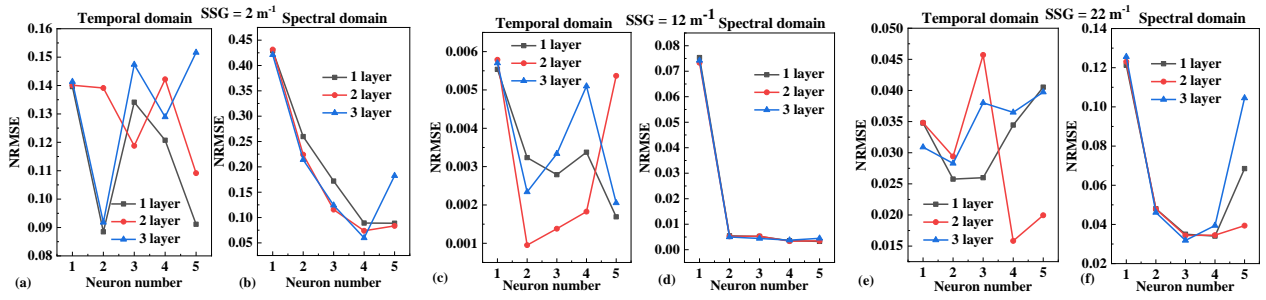 Temporal domain
SSG = 2 m-1
Spectral domain
NRMSE
0.16
0.15
0.14
0.13
0.12
0.11
0.10
0.09
0.08
1 layer
2 layer
3 layer
1 2 3 4 5
Neuron number
(a)
NRMSE
0.45
0.40
0.35
0.30
0.25
0.20
0.15
0.10
0.05
1 layer
2 layer
3 layer
1 2 3 4 5
Neuron number
(b)
Temporal domain
SSG = 12 m-1
Spectral domain
NRMSE
0.006
0.005
0.004
0.003
0.002
0.001
1 layer
2 layer
3 layer
1 2 3 4 5
Neuron number
(c)
NRMSE
0.08
0.07
0.06
0.05
0.04
0.03
0.02
0.01
0.00
1 layer
2 layer
3 layer
1 2 3 4 5
Neuron number
(d)
Temporal domain
SSG = 22 m-1
Spectral domain
NRMSE
0.050
0.045
0.040
0.035
0.030
0.025
0.020
0.015
1 layer
2 layer
3 layer
1 2 3 4 5
Neuron number
(e)
NRMSE
0.14
0.12
0.10
0.08
0.06
0.04
0.02
1 layer
2 layer
3 layer
1 2 3 4 5
Neuron number
(f)